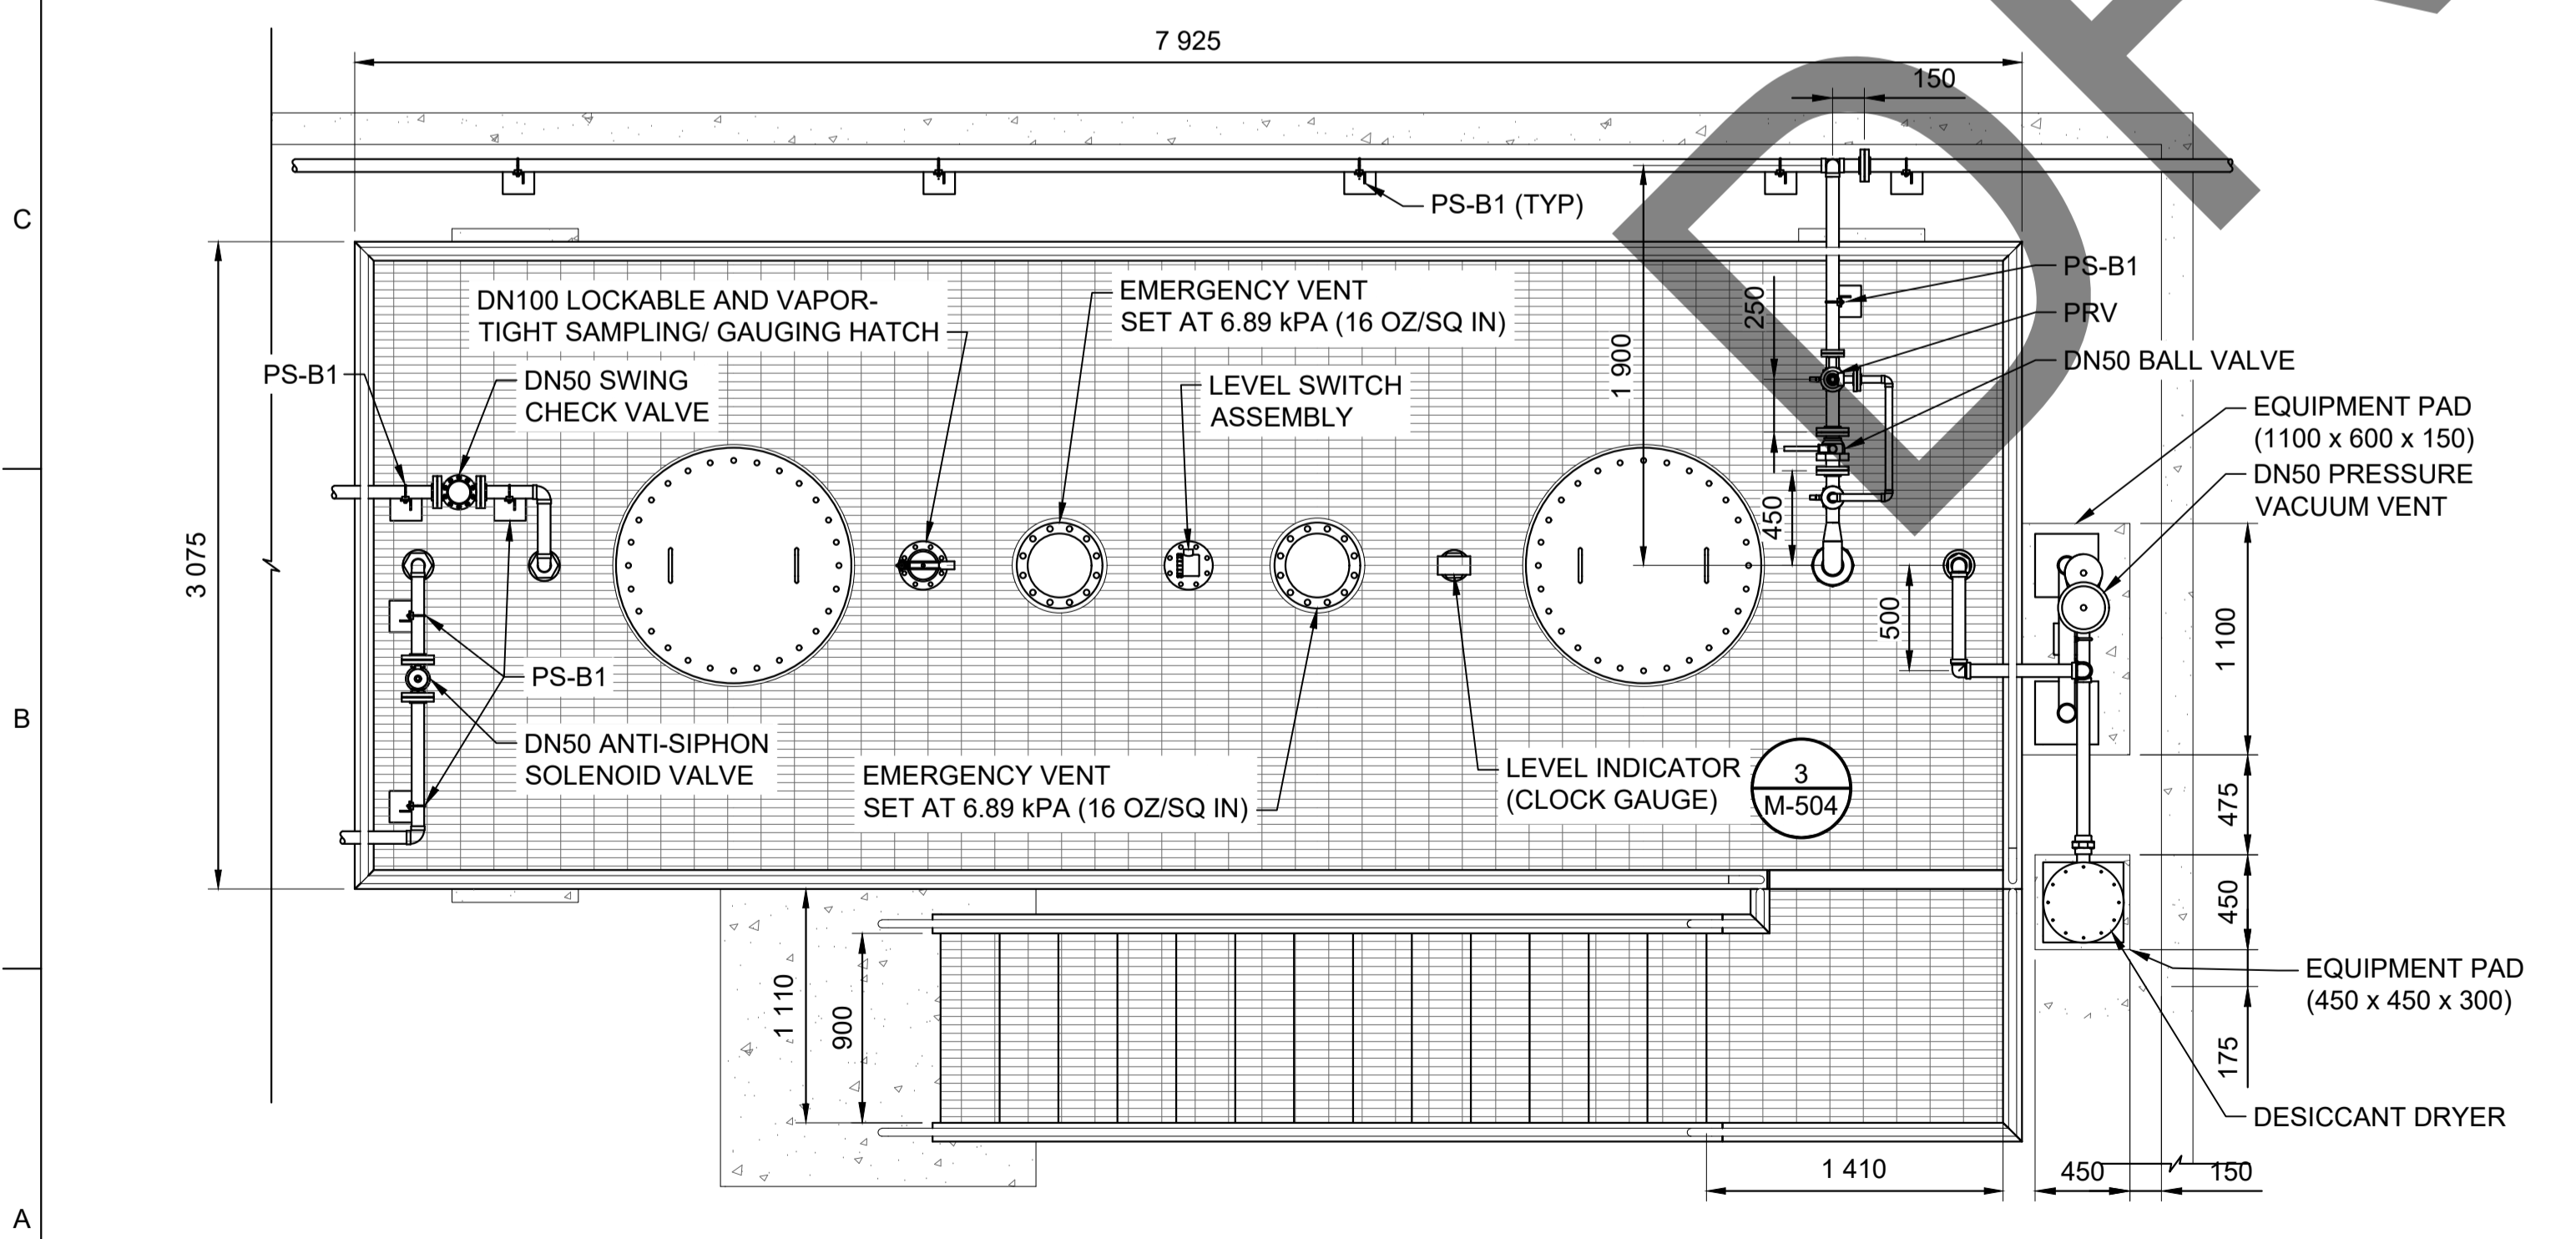 7 925
150
C
PS-B1 (TYP)
PS-B1
DN100 LOCKABLE AND VAPOR-
TIGHT SAMPLING/ GAUGING HATCH
EMERGENCY VENT
SET AT 6.89 kPA (16 OZ/SQ IN)
250
PRV
1 900
DN50 BALL VALVE
PS-B1
DN50 SWING
CHECK VALVE
LEVEL SWITCH
ASSEMBLY
EQUIPMENT PAD
(1100 x 600 x 150)
DN50 PRESSURE
VACUUM VENT
450
3 075
500
1 100
PS-B1
B
DN50 ANTI-SIPHON
SOLENOID VALVE
EMERGENCY VENT
SET AT 6.89 kPA (16 OZ/SQ IN)
LEVEL INDICATOR
(CLOCK GAUGE)
3
M-504
475
450
EQUIPMENT PAD
(450 x 450 x 300)
1 110
900
175
DESICCANT DRYER
1 410
450
150
A